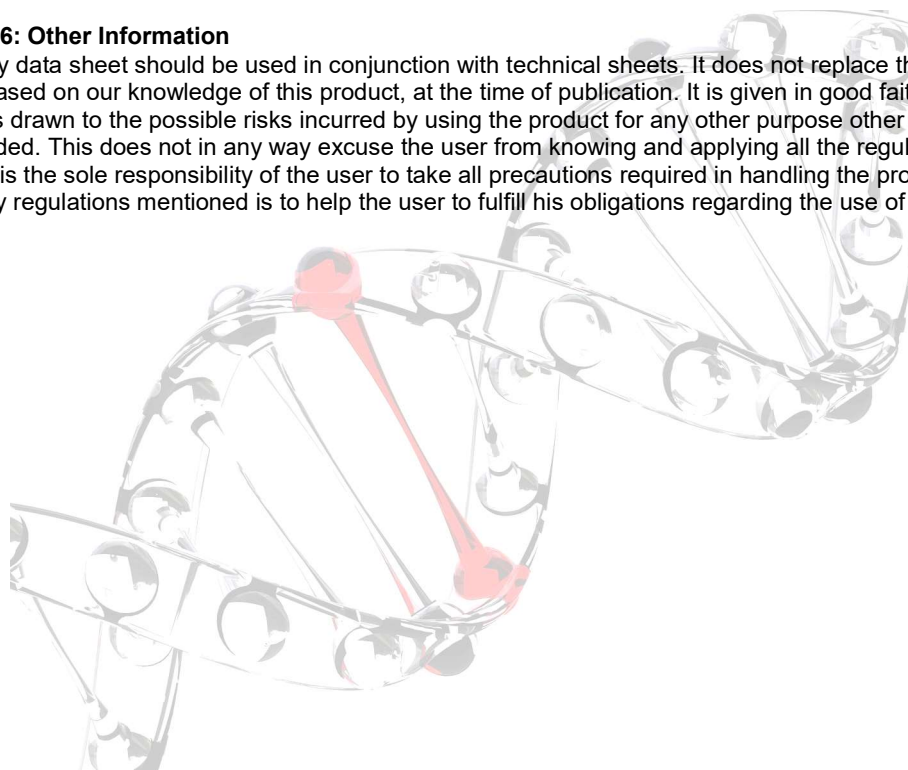 6: Other Information
y data sheet should be used in conjunction with technical sheets. It does not replace th
ased on our knowledge of this product, at the time of publication. It is given in good fait
s drawn to the possible risks incurred by using the product for any other purpose other
ded. This does not in any way excuse the user from knowing and applying all the regul
is the sole responsibility of the user to take all precautions required in handling the pro
y regulations mentioned is to help the user to fulfill his obligations regarding the use of